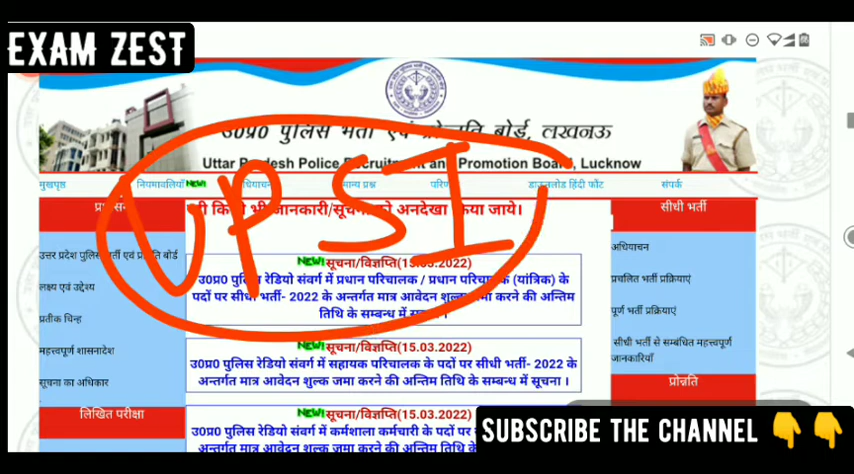 EXAM ZEST
उ0प्र0 पुलिस भर्ती एवं प्रोन्नति बोर्ड, लखनऊ
Uttar Pradesh Police Recruitment and Promotion Board, Lucknow
मुखपृष्ठ नियमावलियाँ NEW! सामान्य प्रश्न डाउनलोड हिंदी फोंट संपर्क
UPSI
किसी भी जानकारी/सूचना को अनदेखा किया जाये।
सीधी भर्ती
उत्तर प्रदेश पुलिस भर्ती एवं प्रोन्नति बोर्ड
लक्ष्य एवं उद्देश्य
प्रतीक चिन्ह
महत्वपूर्ण शासनादेश
सूचना का अधिकार
लिखित परीक्षा
NEW! सूचना/विज्ञप्ति(15.03.2022)
उ0प्र0 पुलिस रेडियो संवर्ग में प्रधान परिचालक / प्रधान परिचालक (यांत्रिक) के
पदों पर सीधी भर्ती- 2022 के अन्तर्गत मात्र आवेदन शुल्क जमा करने की अन्तिम
तिथि के सम्बन्ध में सूचना ।
NEW! सूचना/विज्ञप्ति(15.03.2022)
उ0प्र0 पुलिस रेडियो संवर्ग में सहायक परिचालक के पदों पर सीधी भर्ती- 2022 के
अन्तर्गत मात्र आवेदन शुल्क जमा करने की अन्तिम तिथि के सम्बन्ध में सूचना ।
NEW! सूचना/विज्ञप्ति(15.03.2022)
उ0प्र0 पुलिस रेडियो संवर्ग में कर्मशाला कर्मचारी के पदों पर
अन्तर्गत मात्र आवेदन शुल्क जमा करने की अन्तिम
अधियाचन
प्रचलित भर्ती प्रक्रियाएं
पूर्ण भर्ती प्रक्रियाएं
सीधी भर्ती से सम्बंधित महत्वपूर्ण
जानकारियाँ
प्रोन्नति
SUBSCRIBE THE CHANNEL 👇👇